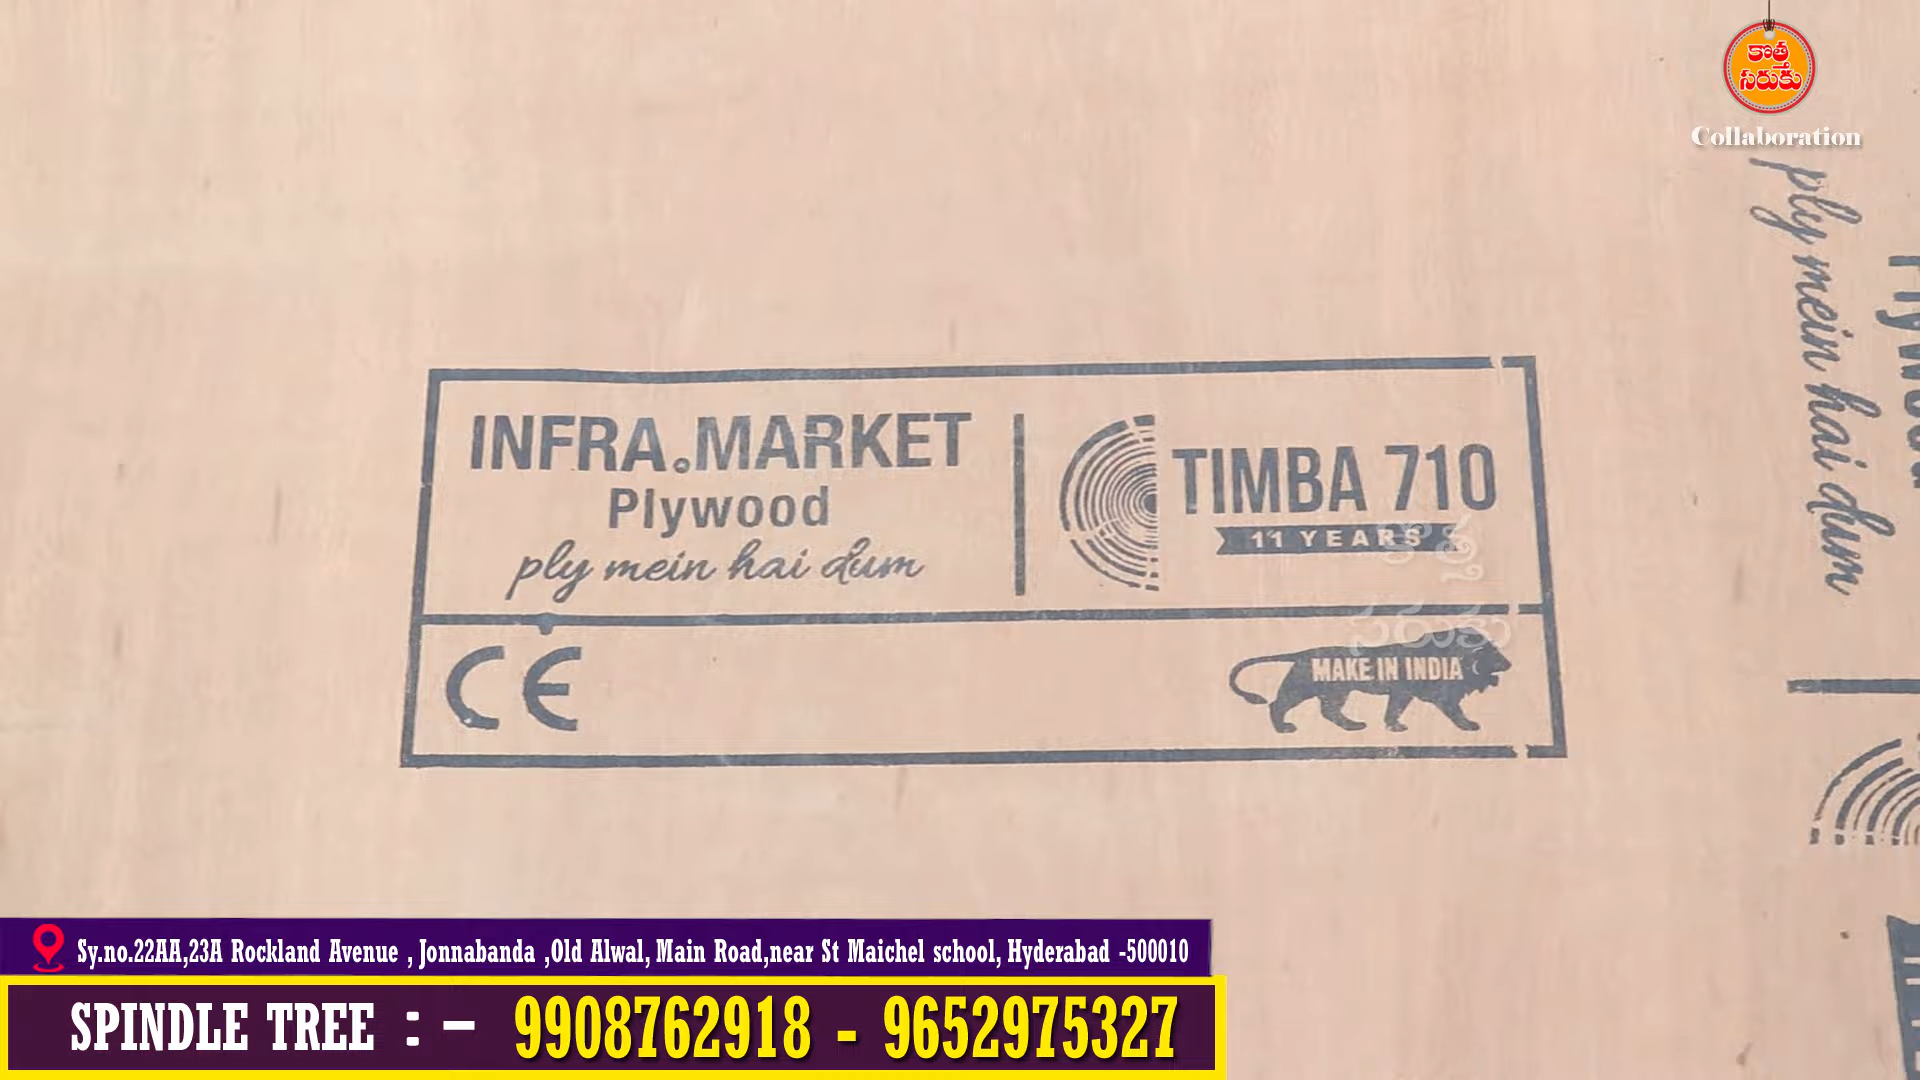 కొత్త
సరుకు
Collaboration
INFRA.MARKET
Plywood
ply mein hai dum
TIMBA 710
11 YEARS
కొత్త
సరుకు
CE
MAKE IN INDIA
Plywood
ply mein hai dum
Sy.no.22AA,23A Rockland Avenue , Jonnabanda ,Old Alwal, Main Road,near St Maichel school, Hyderabad -500010
SPINDLE TREE : - 9908762918 - 9652975327